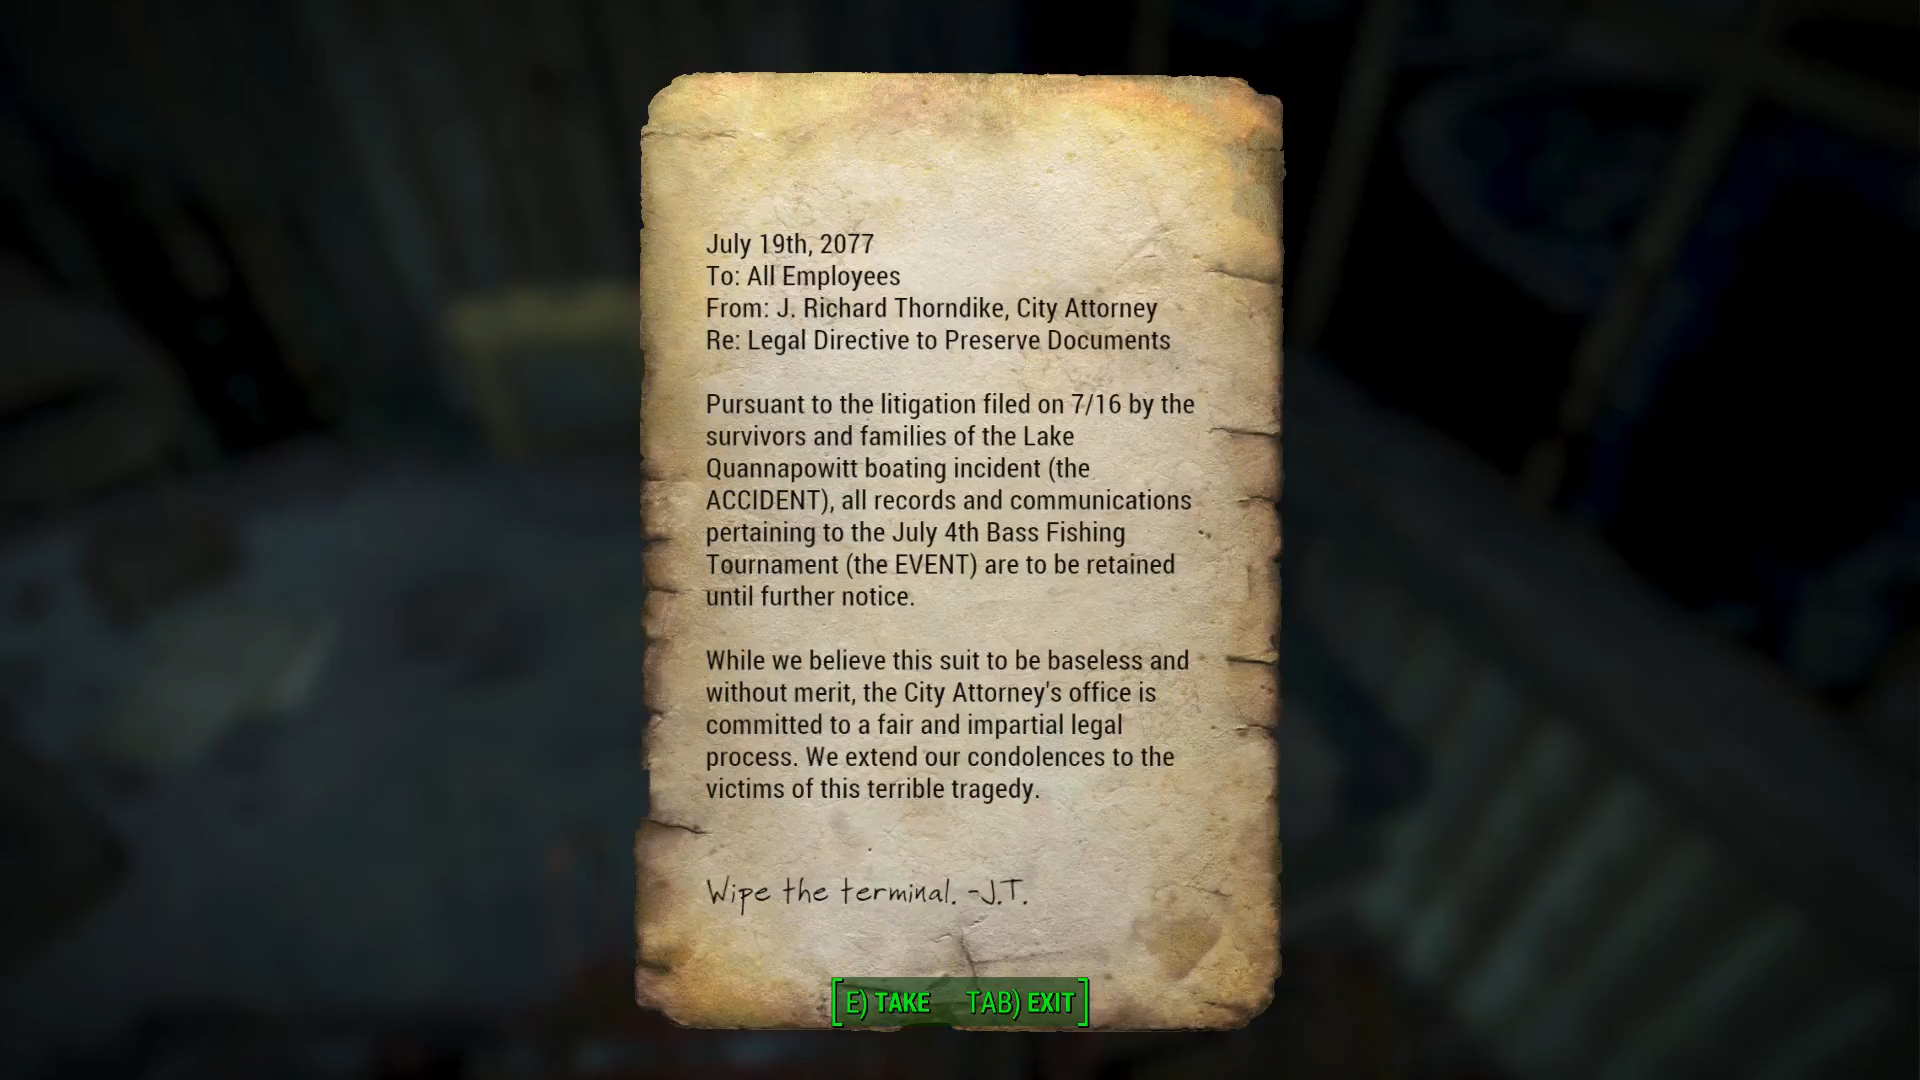 July 19th, 2077
To: All Employees
From: J. Richard Thorndike, City Attorney
Re: Legal Directive to Preserve Documents
Pursuant to the litigation filed on 7/16 by the
survivors and families of the Lake
Quannapowitt boating incident (the
ACCIDENT), all records and communications
pertaining to the July 4th Bass Fishing
Tournament (the EVENT) are to be retained
until further notice.
While we believe this suit to be baseless and
without merit, the City Attorney's office is
committed to a fair and impartial legal
process. We extend our condolences to the
victims of this terrible tragedy.
Wipe the terminal. -J.T.
E) TAKE TAB) EXIT